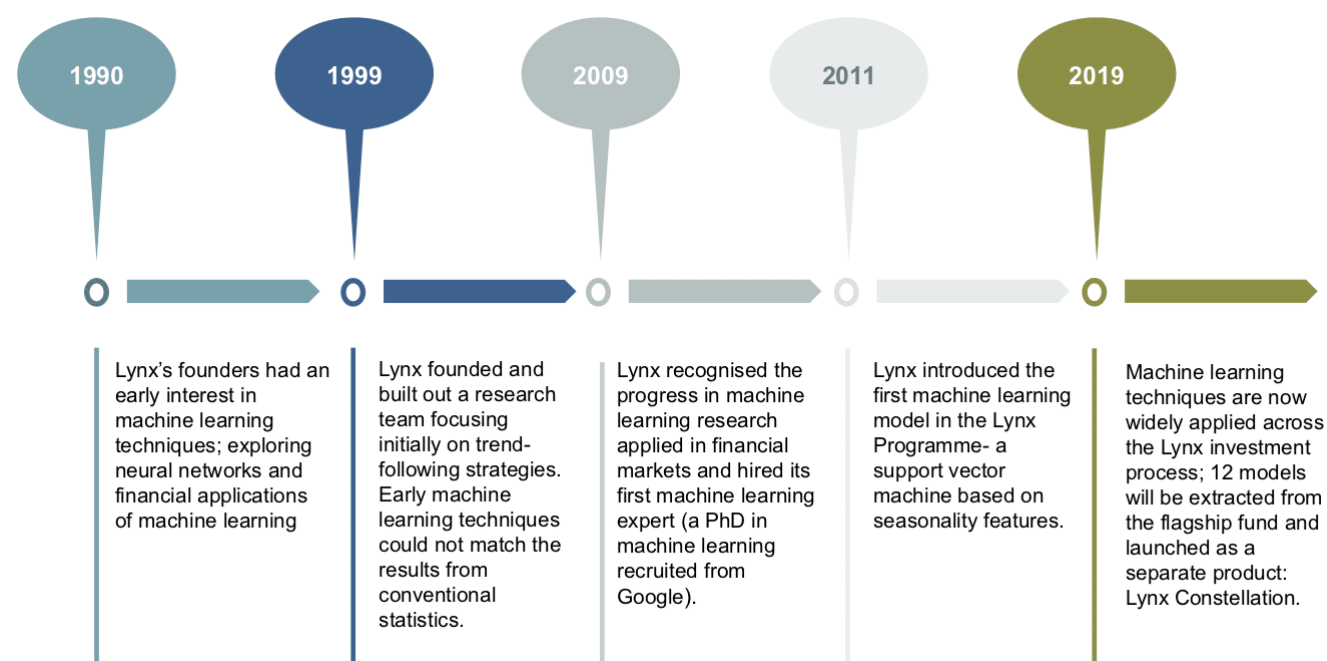 1990
1999
2009
2011
2019
Lynx’s founders had an
early interest in
machine learning
techniques; exploring
neural networks and
financial applications
of machine learning
Lynx founded and
built out a research
team focusing
initially on trend-
following strategies.
Early machine
learning techniques
could not match the
results from
conventional
statistics.
Lynx recognised the
progress in machine
learning research
applied in financial
markets and hired its
first machine learning
expert (a PhD in
machine learning
recruited from
Google).
Lynx introduced the
first machine learning
model in the Lynx
Programme- a
support vector
machine based on
seasonality features.
Machine learning
techniques are now
widely applied across
the Lynx investment
process; 12 models
will be extracted from
the flagship fund and
launched as a
separate product:
Lynx Constellation.